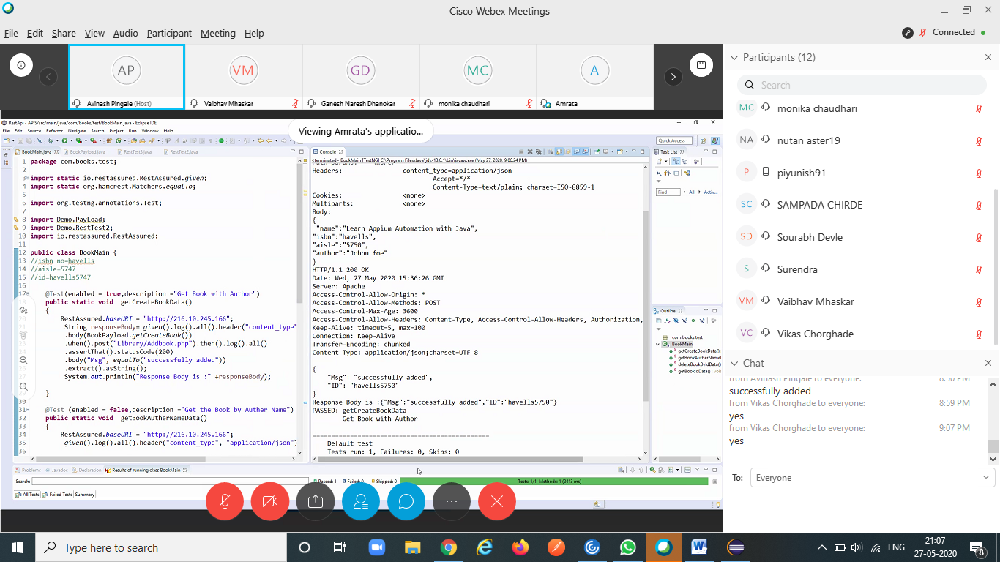 Cisco Webex Meetings
File Edit Share View Audio Participant Meeting Help
Connected
AP
Avinash Pingale (Host)
VM
Vaibhav Mhaskar
GD
Ganesh Naresh Dhanokar
MC
monika chaudhari
A
Amrata
Viewing Amrata's applicatio...
RestApi - APIS/src/main/java/com/books/test/BookMain.java - Eclipse IDE
File Edit Source Refactor Navigate Search Project Run Window Help
Quick Access
BookMain.java BookPayload.java RestTest3.java RestTest2.java
1 package com.books.test;
2
3 import static io.restassured.RestAssured.given;
4 import static org.hamcrest.Matchers.equalTo;
5
6 import org.testng.annotations.Test;
7
8 import Demo.PayLoad;
9 import Demo.RestTest2;
10 import io.restassured.RestAssured;
11
12 public class BookMain {
13 //isbn no=havells
14 //aisle=5747
15 //id=havells5747
16
17 @Test(enabled = true,description ="Get Book with Author")
public static void getCreateBookData()
{
RestAssured.baseURI = "http://216.10.245.166";
String responseBody= given().log().all().header("content_type"
.body(BookPayload.getCreateBook())
.when().post("Library/Addbook.php").then().log().all()
.assertThat().statusCode(200)
.body("Msg", equalTo("successfully added"))
.extract().asString();
System.out.println("Response Body is :" +responseBody);
}
30
31 @Test (enabled = false,description ="Get the Book by Auther Name")
32 public static void getBookAutherNameData()
33 {
34 RestAssured.baseURI = "http://216.10.245.166";
35 given().log().all().header("content_type", "application/json")
36
Console
<terminated> BookMain [TestNG] C:\Program Files\Java\jdk-13.0.1\bin\javaw.exe (May 27, 2020, 9:06:24 PM)
Headers: content_type=application/json
Accept=*/*
Content-Type=text/plain; charset=ISO-8859-1
Cookies: <none>
Multiparts: <none>
Body:
{
"name":"Learn Appium Automation with Java",
"isbn":"havells",
"aisle":"5750",
"author":"Johhu foe"
}
HTTP/1.1 200 OK
Date: Wed, 27 May 2020 15:36:26 GMT
Server: Apache
Access-Control-Allow-Origin: *
Access-Control-Allow-Methods: POST
Access-Control-Max-Age: 3600
Access-Control-Allow-Headers: Content-Type, Access-Control-Allow-Headers, Authorization,
Keep-Alive: timeout=5, max=100
Connection: Keep-Alive
Transfer-Encoding: chunked
Content-Type: application/json;charset=UTF-8
{
"Msg": "successfully added",
"ID": "havells5750"
}
Response Body is :{"Msg":"successfully added","ID":"havells5750"}
PASSED: getCreateBookData
Get Book with Author
===============================================
Default test
Tests run: 1, Failures: 0, Skips: 0
Task List
Find All Activ...
Outline
com.books.test
BookMain
getCreateBookData()
getBookAutherNameI
deleteBookByIdData()
getBookIdData() : voi
Problems Javadoc Declaration Results of running class BookMain
Search: Passed: 1 Failed: 0 Skipped: 0 Tests: 1/1 Methods: 1 (2413 ms)
All Tests Failed Tests Summary
Participants (12)
Search
MC monika chaudhari
NA nutan aster19
P piyunish91
SC SAMPADA CHIRDE
SD Sourabh Devle
S Surendra
VM Vaibhav Mhaskar
VC Vikas Chorghade
Chat
from Avinash Pingale to everyone: 8:50 PM
successfully added
from Vikas Chorghade to everyone: 8:59 PM
yes
from Vikas Chorghade to everyone: 9:07 PM
yes
To: Everyone
Type here to search
ENG
21:07
27-05-2020
8